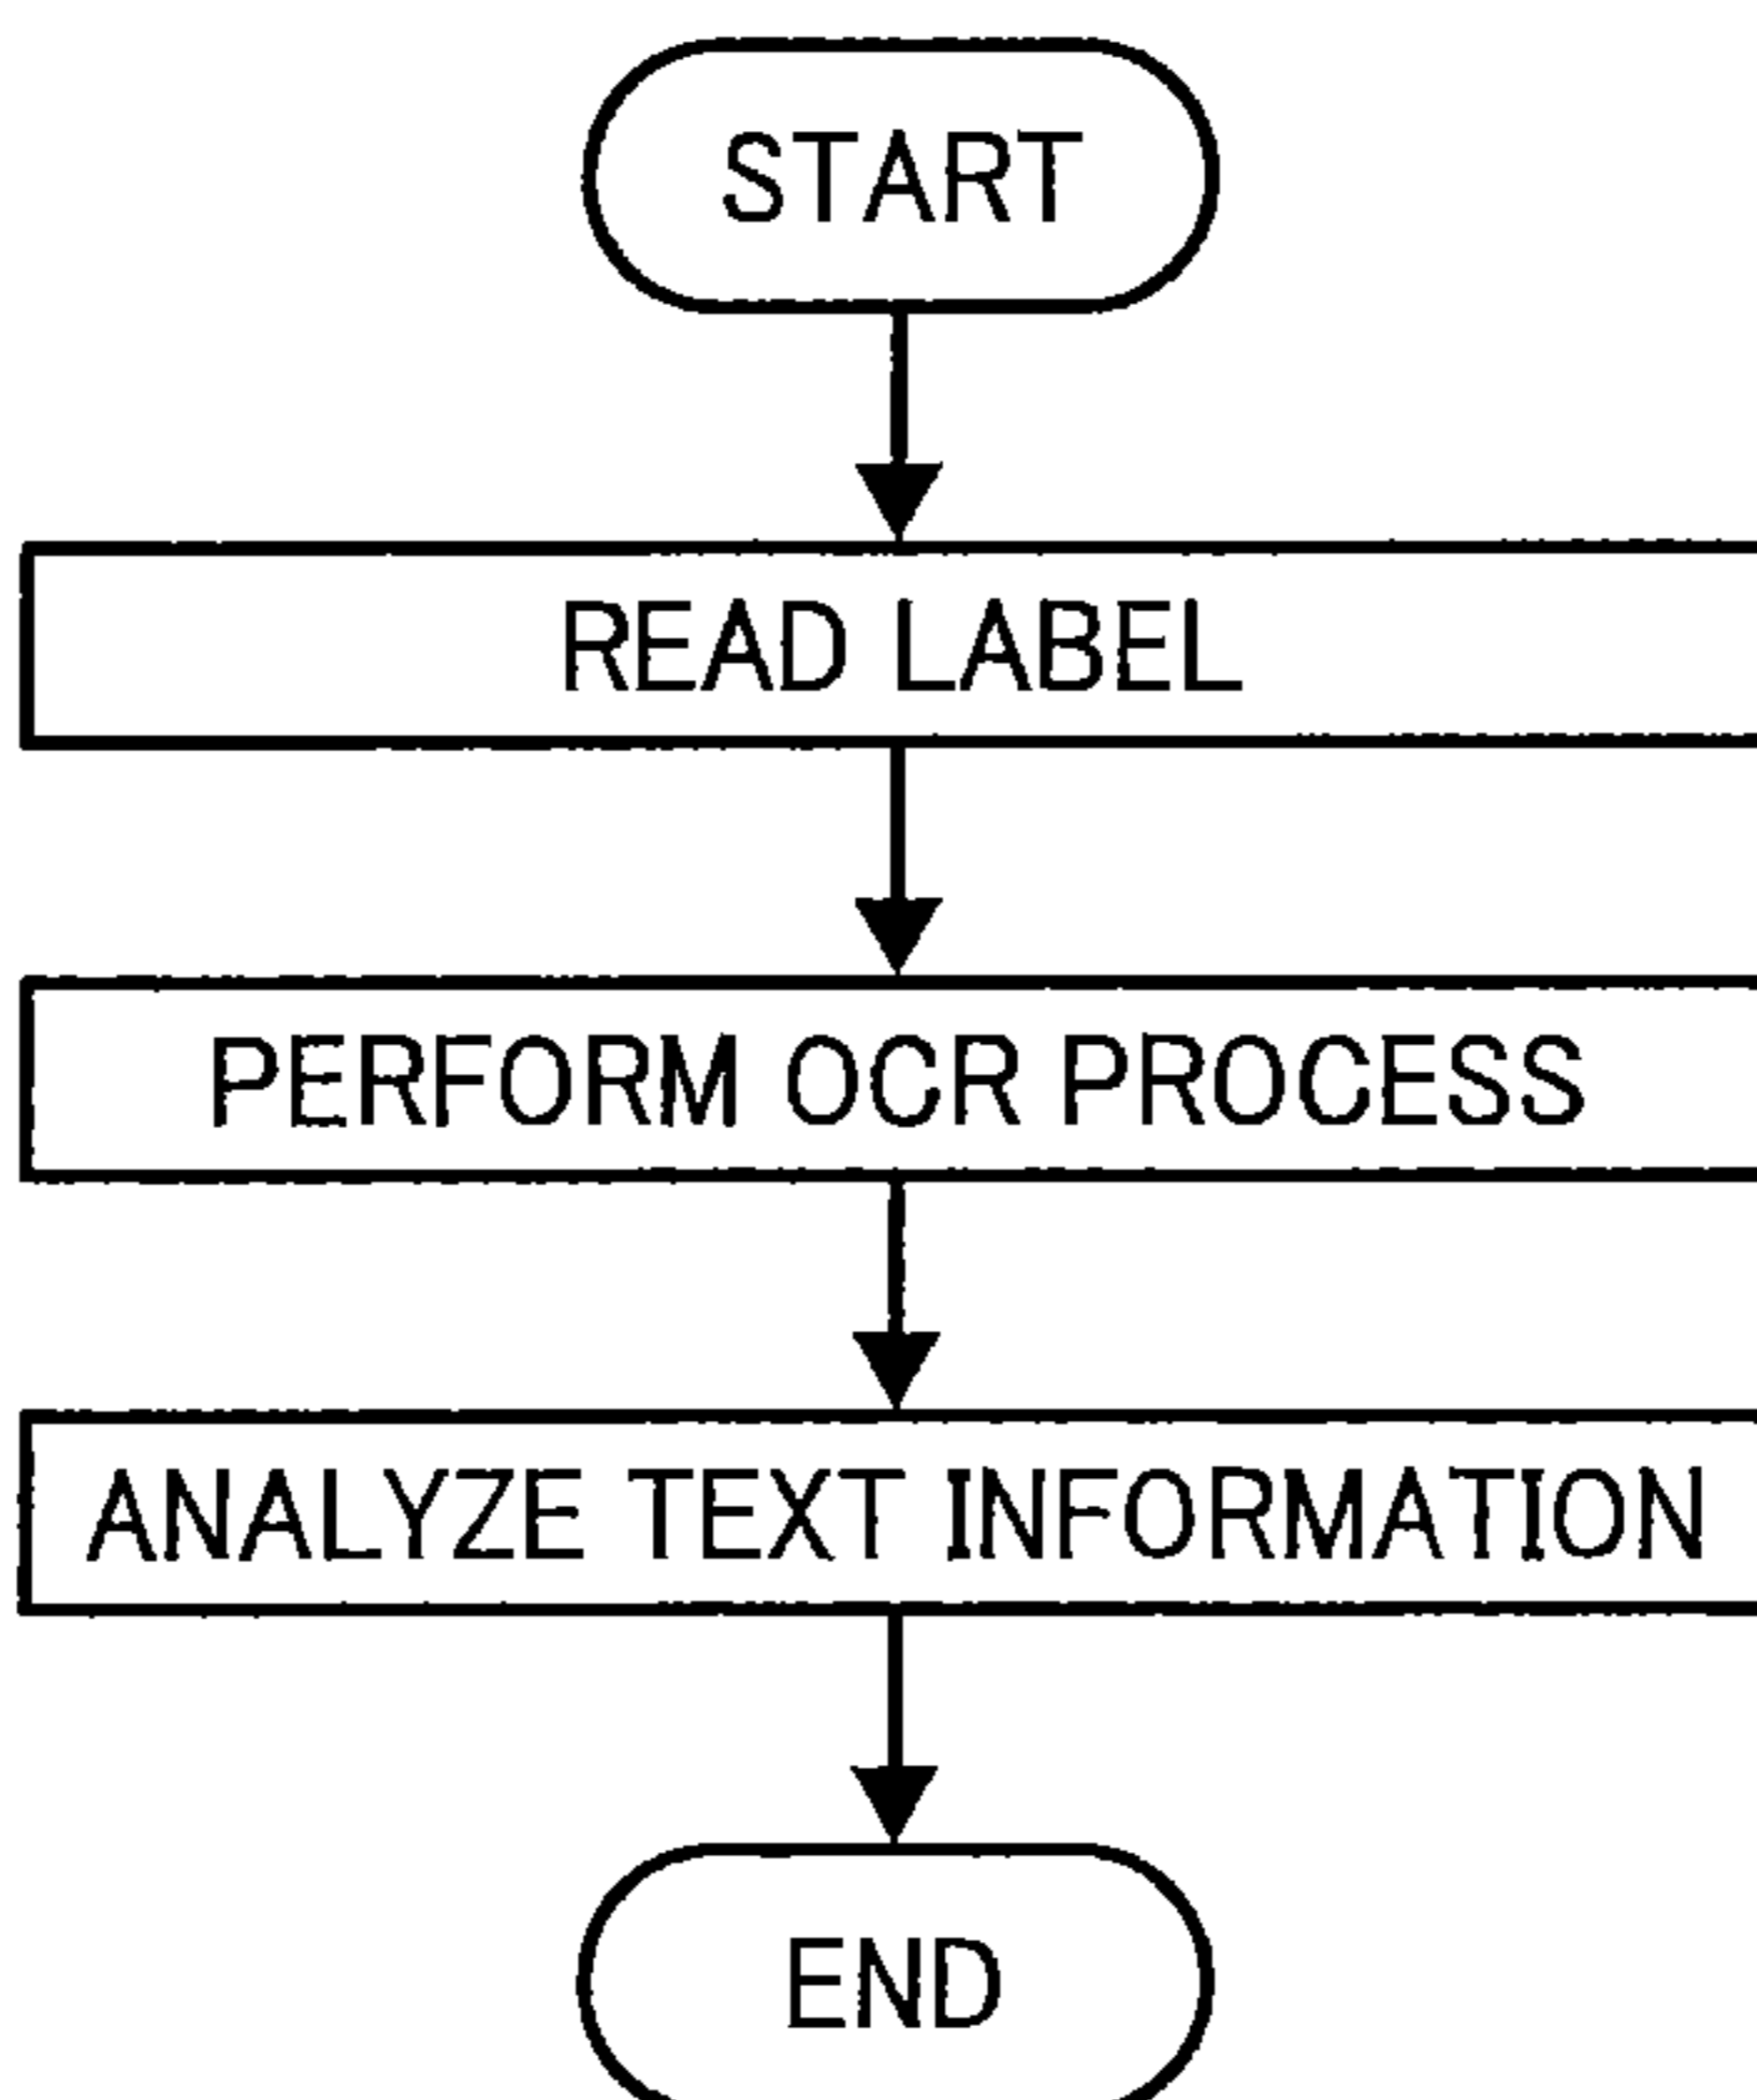 START
READ LABEL
PERFORM OCR PROCESS
ANALYZE TEXT INFORMATION
END